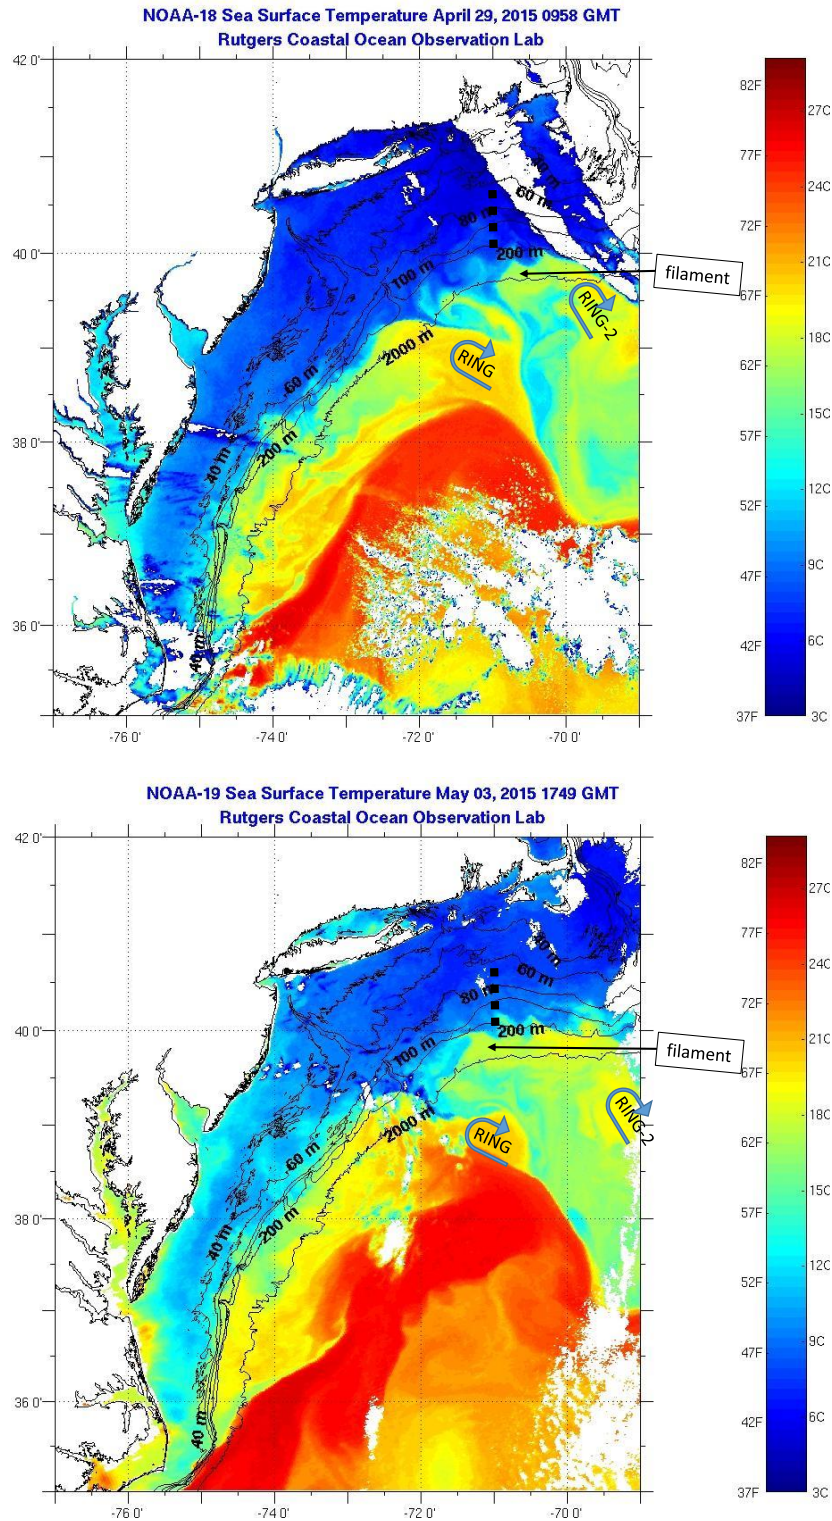 NOAA-18 Sea Surface Temperature April 29, 2015 0958 GMT
Rutgers Coastal Ocean Observation Lab
42 0'
40 0'
38 0'
36 0'
-76 0'
-74 0'
-72 0'
-70 0'
60 m
80 m
200 m
100 m
2000 m
60 m
200 m
40 m
40 m
filament
RING-2
RING
82F
77F
72F
67F
62F
57F
52F
47F
42F
37F
27C
24C
21C
18C
15C
12C
9C
6C
3C
NOAA-19 Sea Surface Temperature May 03, 2015 1749 GMT
Rutgers Coastal Ocean Observation Lab
42 0'
40 0'
38 0'
36 0'
-76 0'
-74 0'
-72 0'
-70 0'
60 m
80 m
200 m
100 m
2000 m
60 m
200 m
40 m
40 m
filament
RING-2
RING
82F
77F
72F
67F
62F
57F
52F
47F
42F
37F
27C
24C
21C
18C
15C
12C
9C
6C
3C